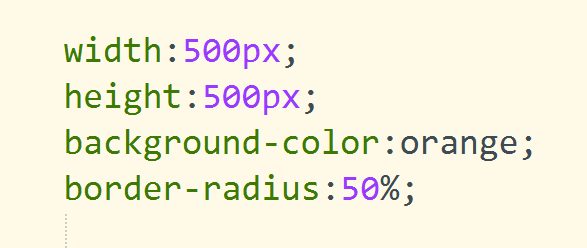 width:500px;
height:500px;
background-color:orange;
border-radius:50%;